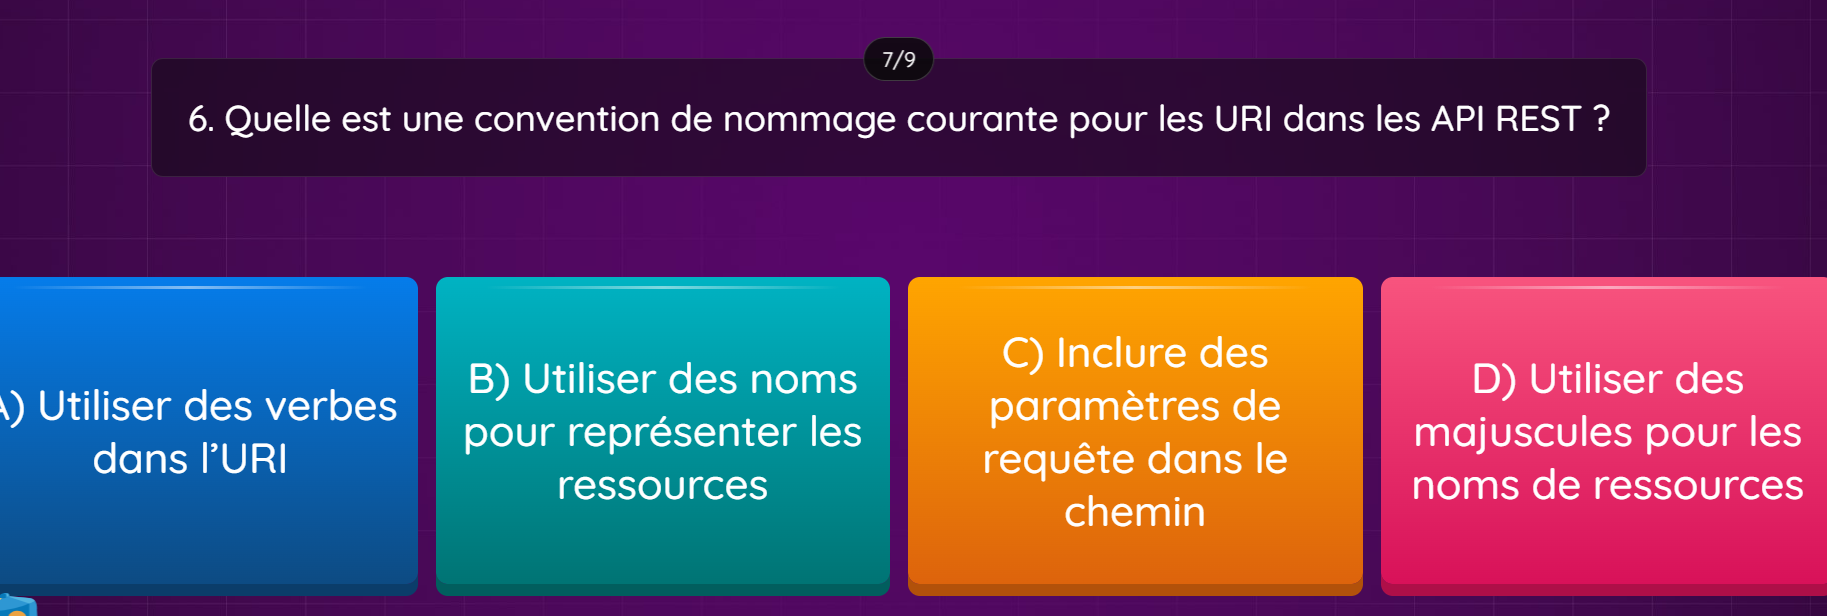 7/9
6. Quelle est une convention de nommage courante pour les URI dans les API REST ?
A) Utiliser des verbes
dans l’URI
B) Utiliser des noms
pour représenter les
ressources
C) Inclure des
paramètres de
requête dans le
chemin
D) Utiliser des
majuscules pour les
noms de ressources